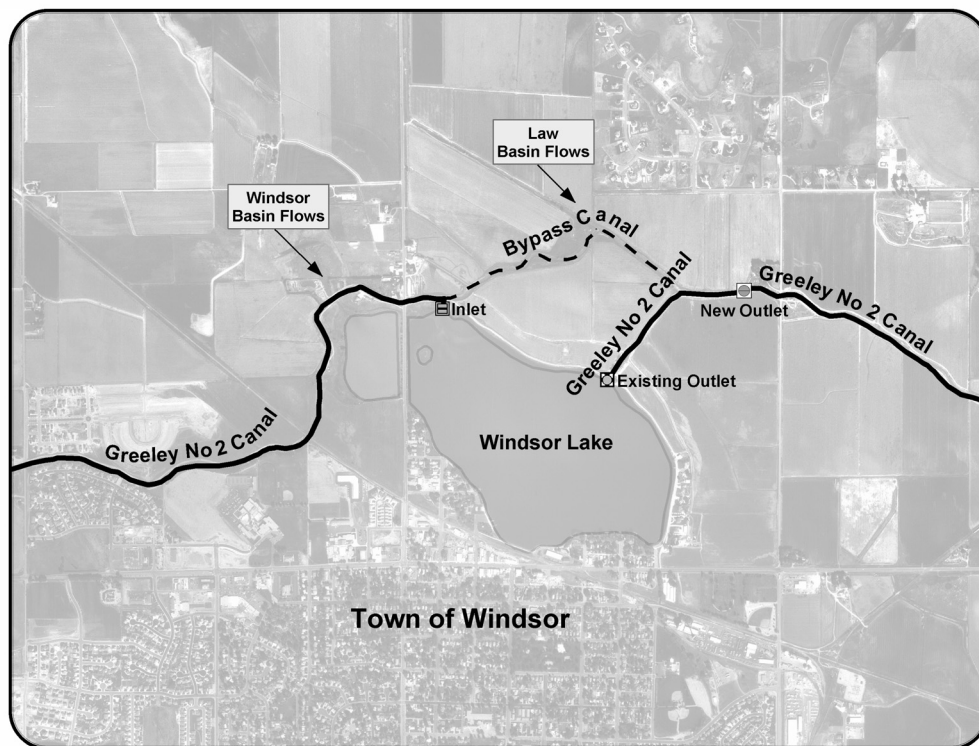 Law
Basin Flows
Windsor
Basin Flows
Bypass Canal
Greeley No 2 Canal
Greeley No 2 Canal
Inlet
New Outlet
Existing Outlet
Greeley No 2 Canal
Windsor Lake
Town of Windsor